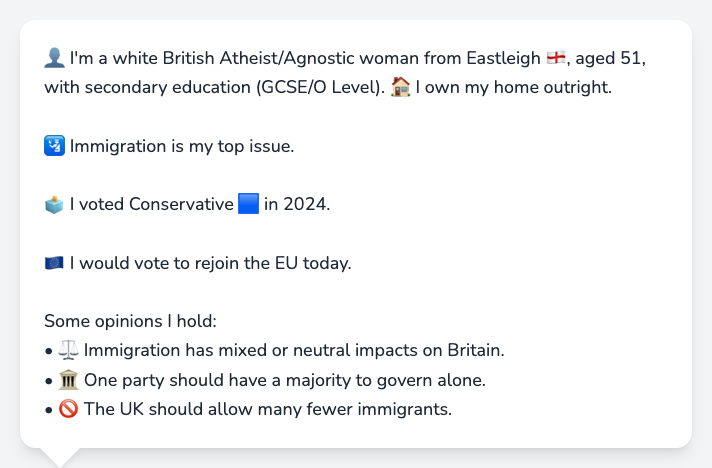 👤 I'm a white British Atheist/Agnostic woman from Eastleigh 🏴󠁧󠁢󠁥󠁮󠁧󠁿, aged 51,
with secondary education (GCSE/O Level). 🏠 I own my home outright.
🛂 Immigration is my top issue.
🗳️ I voted Conservative 🟦 in 2024.
🇪🇺 I would vote to rejoin the EU today.
Some opinions I hold:
• ⚖️ Immigration has mixed or neutral impacts on Britain.
• 🏛️ One party should have a majority to govern alone.
• 🚫 The UK should allow many fewer immigrants.